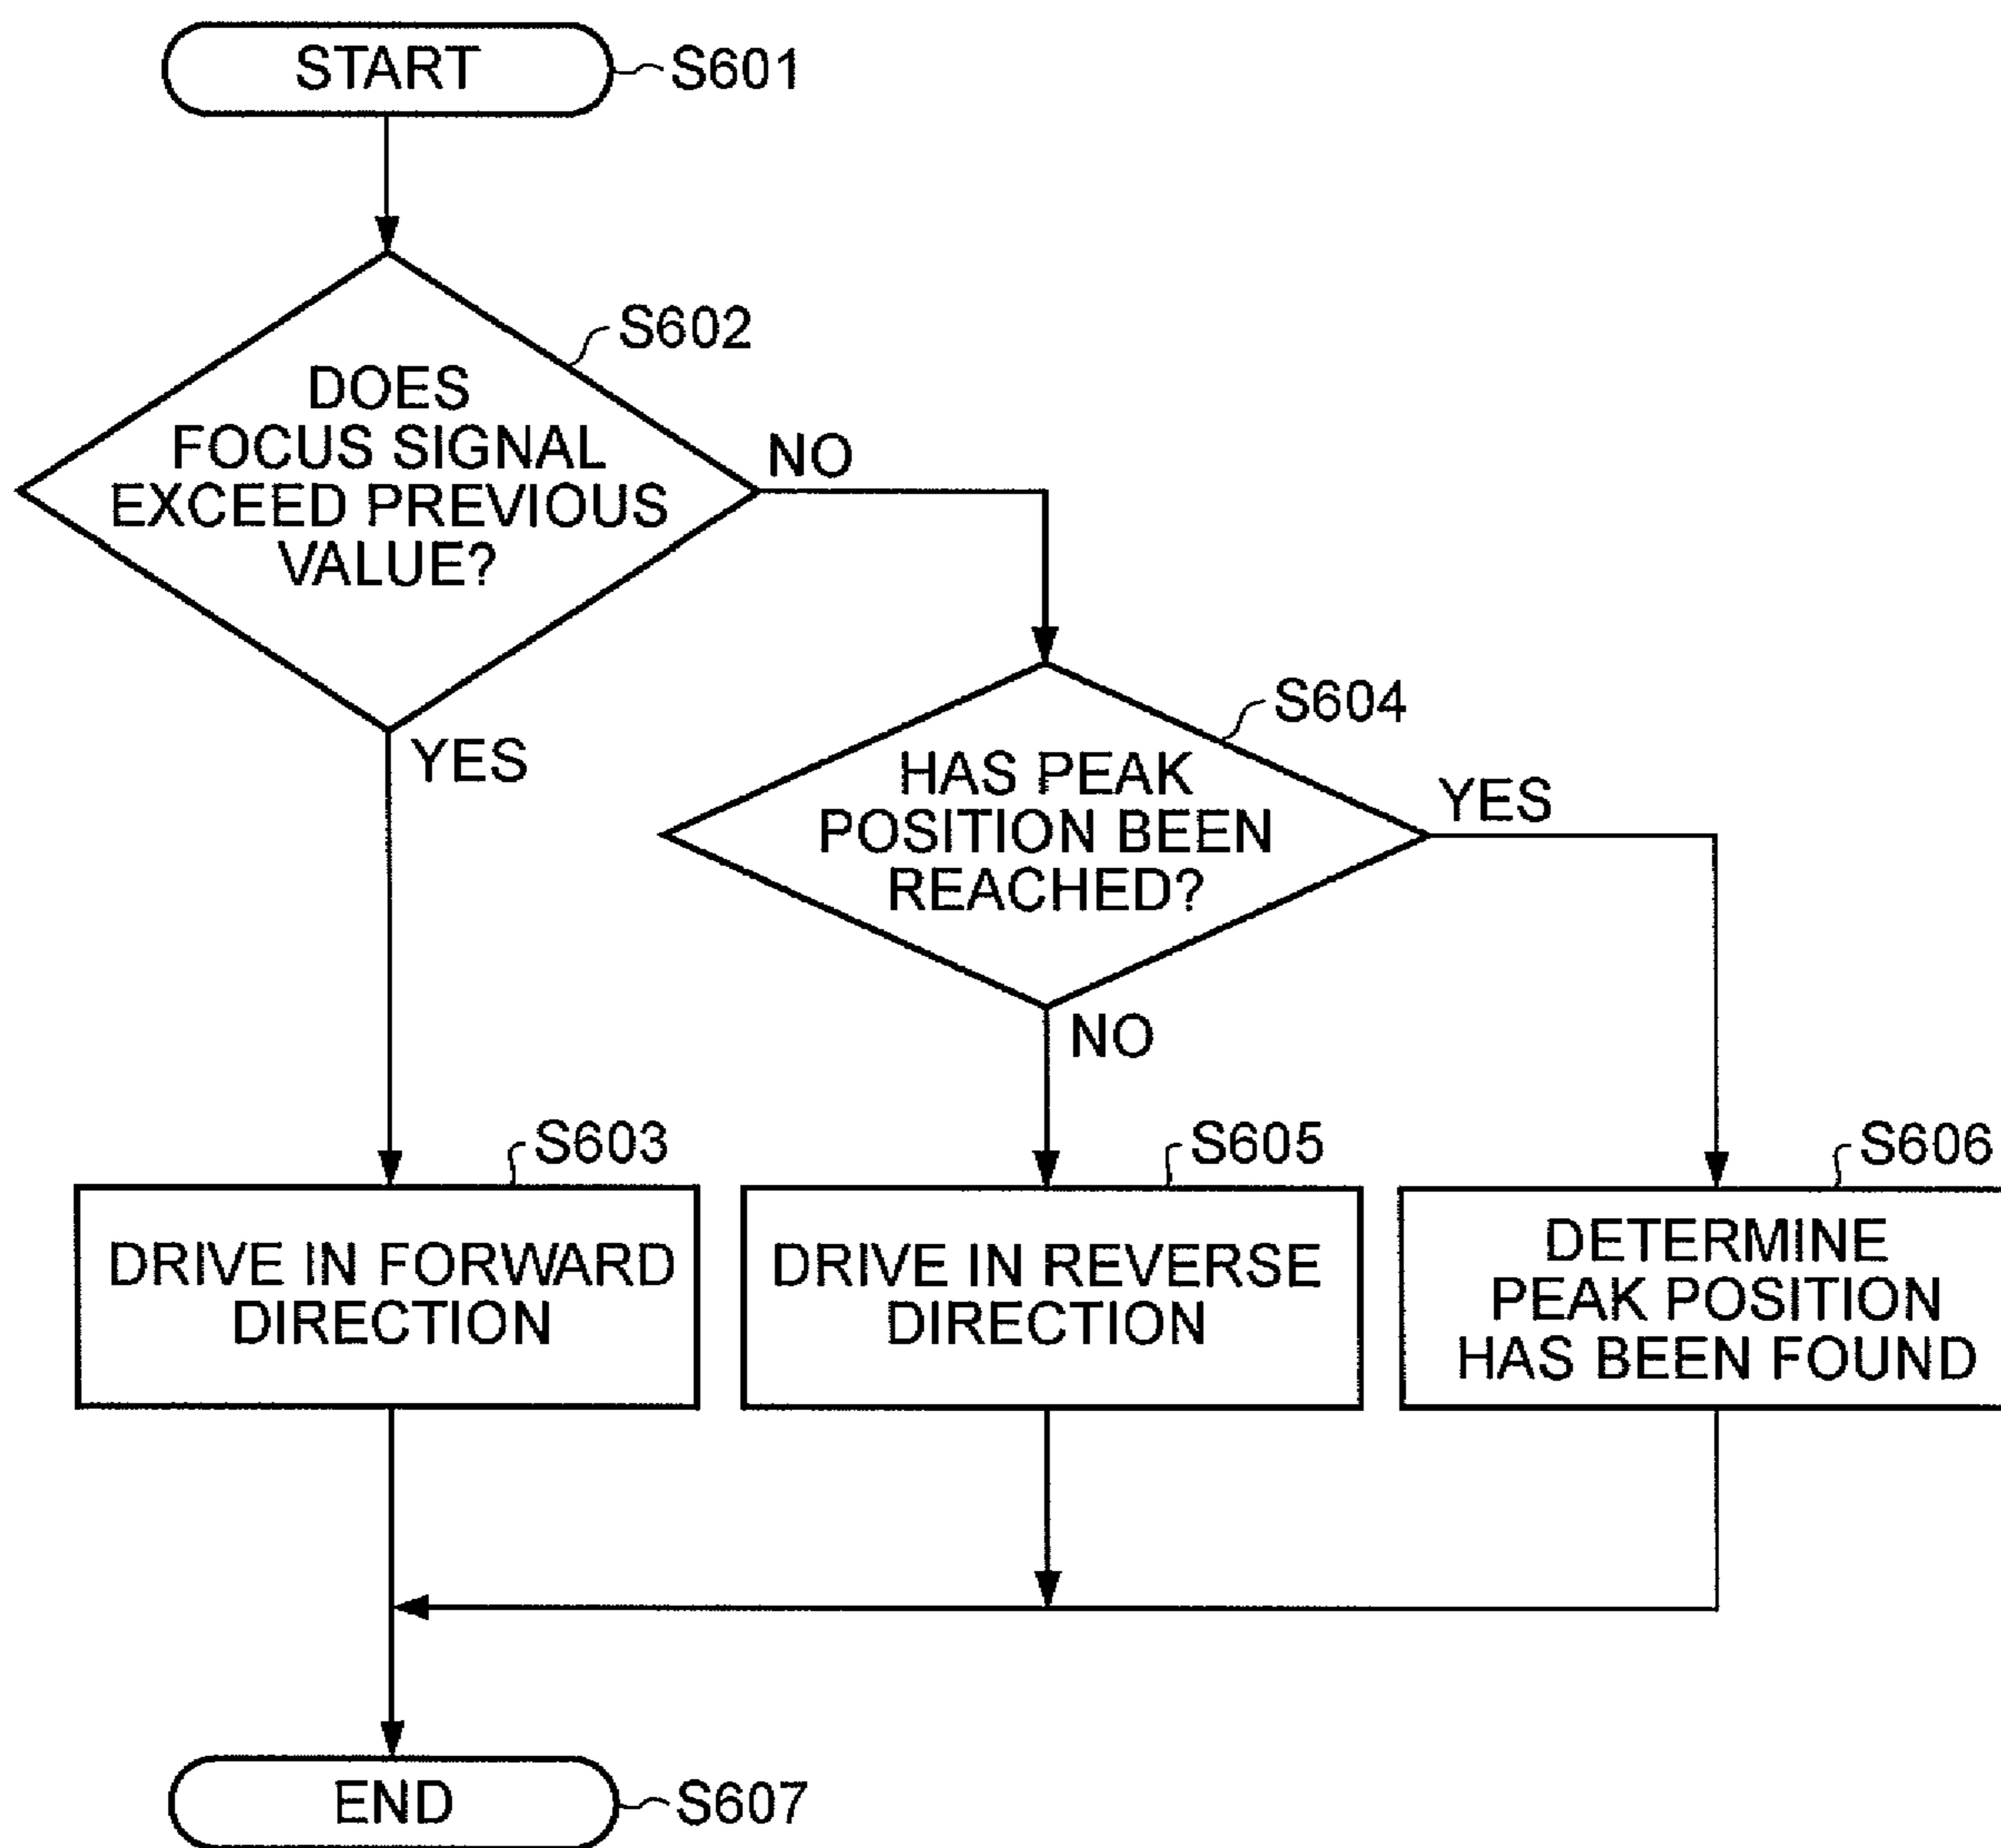 START
S601
S602
DOES
FOCUS SIGNAL
EXCEED PREVIOUS
VALUE?
NO
YES
S604
HAS PEAK
POSITION BEEN
REACHED?
YES
NO
S603
DRIVE IN FORWARD
DIRECTION
S605
DRIVE IN REVERSE
DIRECTION
S606
DETERMINE
PEAK POSITION
HAS BEEN FOUND
END
S607